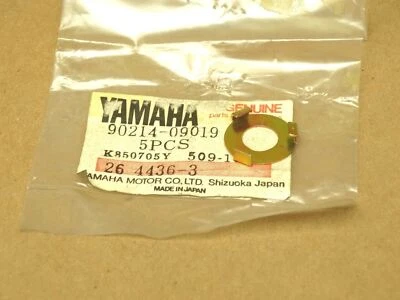 YAMAHA GENUINE
parts
90214-09019
5PCS
K850705Y 509-1
26 4436-3
YAMAHA MOTOR CO., LTD. Shizuoka Japan
MADE IN JAPAN